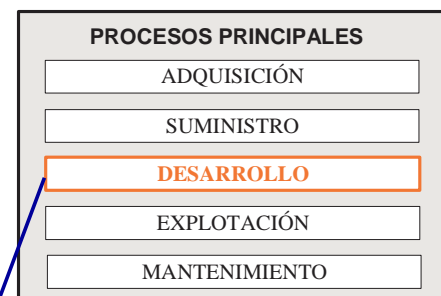 PROCESOS PRINCIPALES
ADQUISICIÓN
SUMINISTRO
DESARROLLO
EXPLOTACIÓN
MANTENIMIENTO